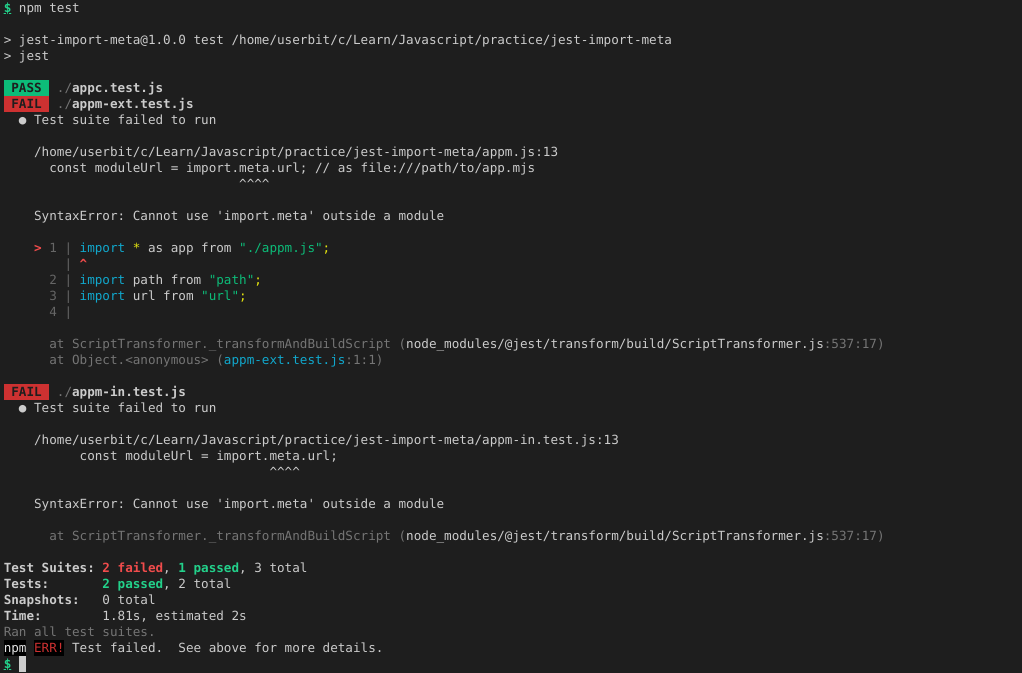 $ npm test
> jest-import-meta@1.0.0 test /home/userbit/c/Learn/Javascript/practice/jest-import-meta
> jest
PASS ./appc.test.js
FAIL ./appm-ext.test.js
● Test suite failed to run
/home/userbit/c/Learn/Javascript/practice/jest-import-meta/appm.js:13
const moduleUrl = import.meta.url; // as file:///path/to/app.mjs
^^^^
SyntaxError: Cannot use 'import.meta' outside a module
> 1 | import * as app from "./appm.js";
| ^
2 | import path from "path";
3 | import url from "url";
4 |
at ScriptTransformer._transformAndBuildScript (node_modules/@jest/transform/build/ScriptTransformer.js:537:17)
at Object.<anonymous> (appm-ext.test.js:1:1)
FAIL ./appm-in.test.js
● Test suite failed to run
/home/userbit/c/Learn/Javascript/practice/jest-import-meta/appm-in.test.js:13
const moduleUrl = import.meta.url;
^^^^
SyntaxError: Cannot use 'import.meta' outside a module
at ScriptTransformer._transformAndBuildScript (node_modules/@jest/transform/build/ScriptTransformer.js:537:17)
Test Suites: 2 failed, 1 passed, 3 total
Tests: 2 passed, 2 total
Snapshots: 0 total
Time: 1.81s, estimated 2s
Ran all test suites.
npm ERR! Test failed. See above for more details.
$